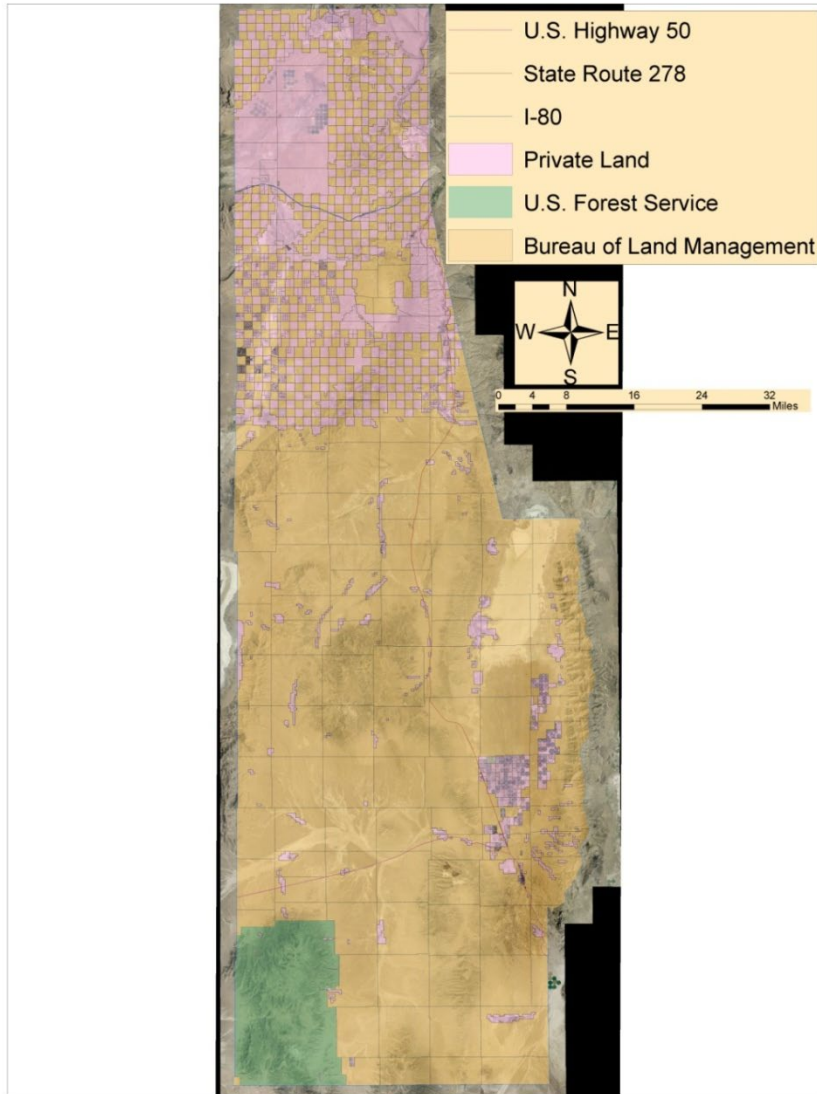 U.S. Highway 50
State Route 278
I-80
Private Land
U.S. Forest Service
Bureau of Land Management
N
W E
S
0 4 8 16 24 32
Miles